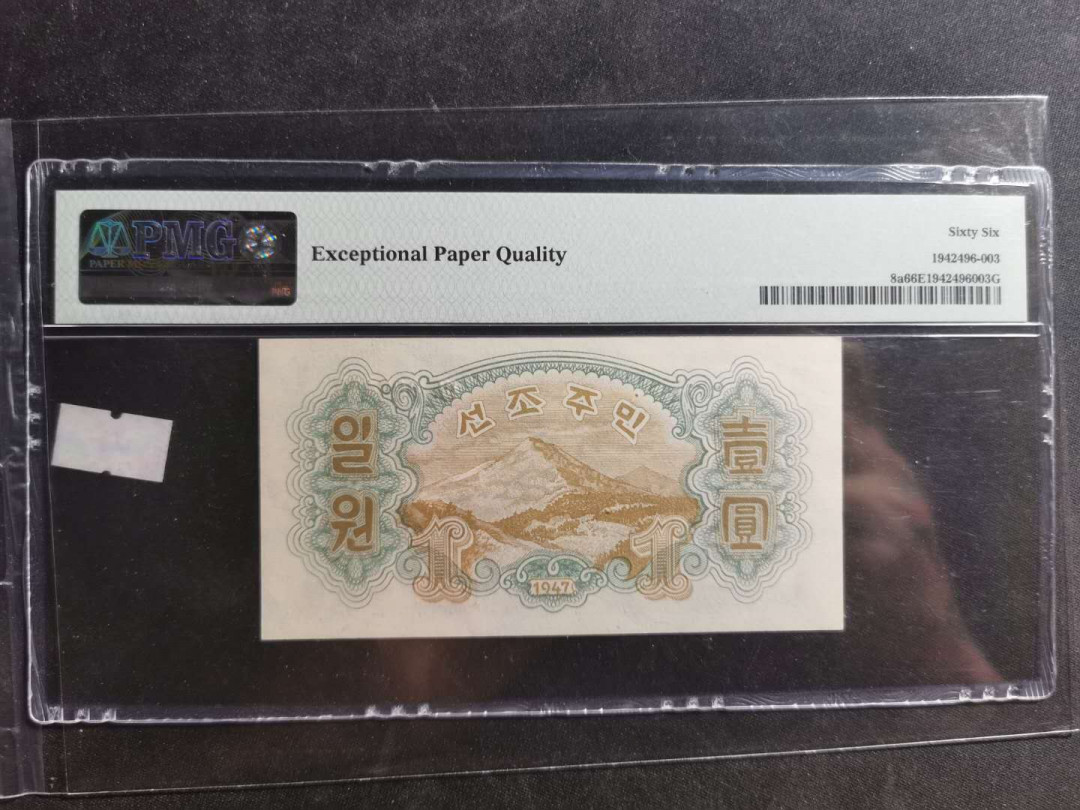 PMG
PAPER
Exceptional Paper Quality
Sixty Six
1942496-003
8a66E1942496003G
선조주민
일원
壹圓
1
1
1947